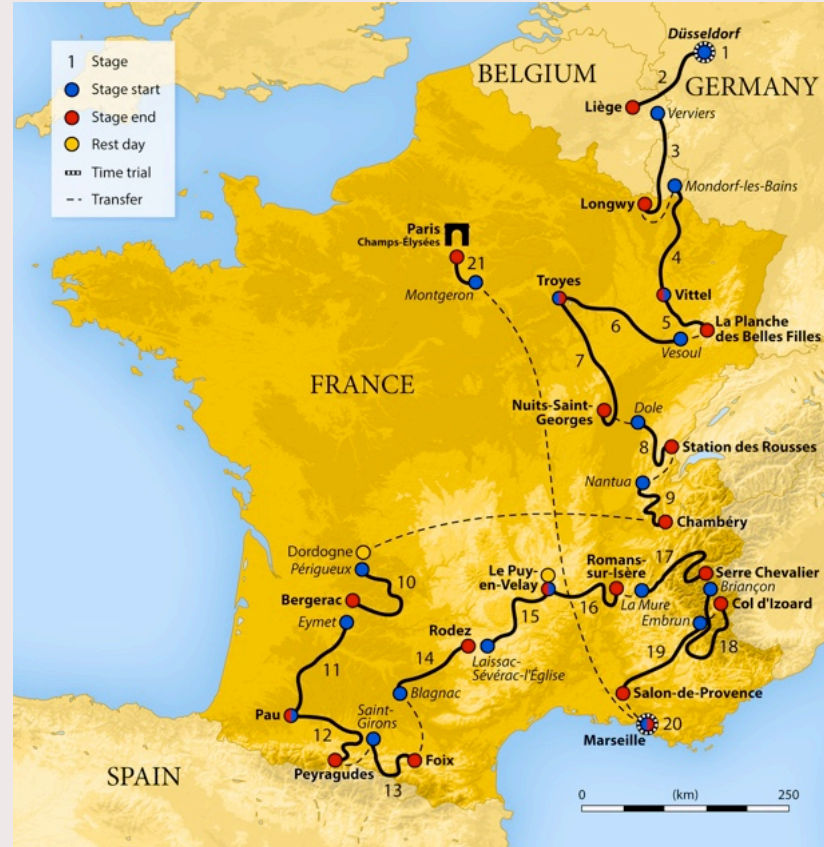 1 Stage
Stage start
Stage end
Rest day
Time trial
Transfer
BELGIUM
GERMANY
FRANCE
SPAIN
Düsseldorf
1
2
Liège
Verviers
3
Mondorf-les-Bains
Longwy
4
Paris
Champs-Élysées
21
Montgeron
Troyes
Vittel
5
La Planche
des Belles Filles
6
Vesoul
7
Nuits-Saint-
Georges
Dole
8
Station des Rousses
Nantua
9
Chambéry
Dordogne
Périgueux
10
Bergerac
Eymet
11
Le Puy-
en-Velay
Romans-
sur-Isère
17
Serre Chevalier
Briançon
Col d'Izoard
La Mure
Embrun
16
15
18
19
Rodez
14
Laissac-
Sévérac-l'Église
Blagnac
Salon-de-Provence
Pau
12
Saint-
Girons
Marseille
20
Peyragudes
Foix
13
0 (km) 250